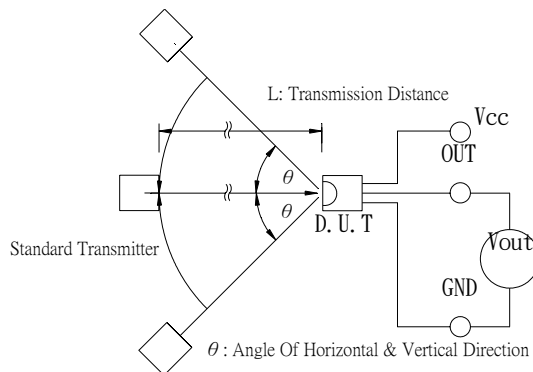 L: Transmission Distance
Vcc
OUT
θ
θ
D.U.T
Vout
Standard Transmitter
GND
θ : Angle Of Horizontal & Vertical Direction